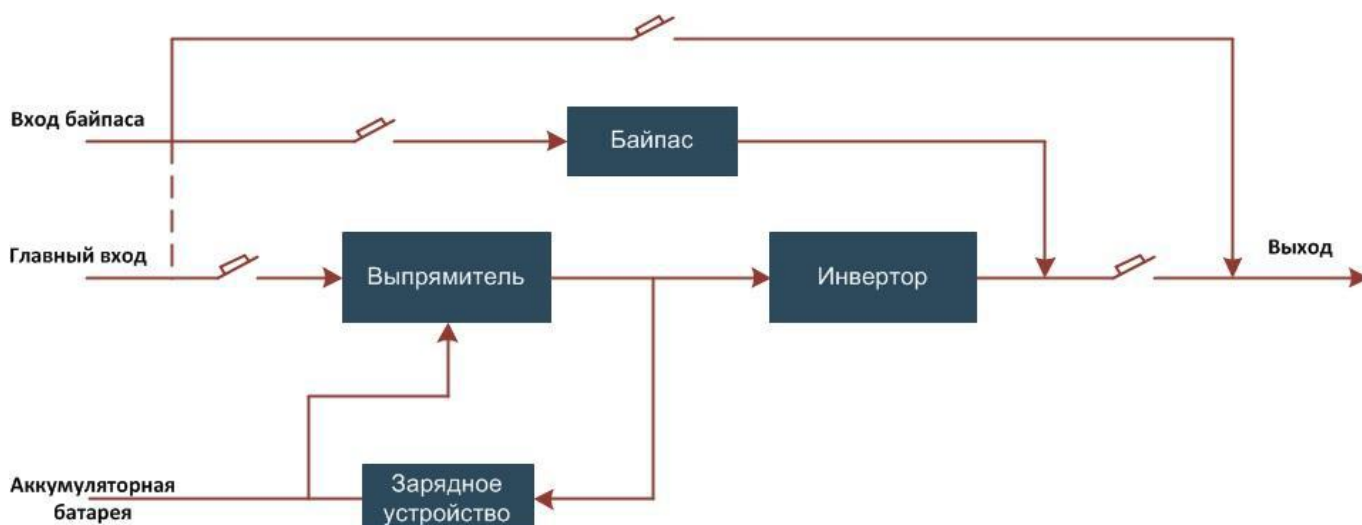 Вход байпаса
Байпас
Главный вход
Выпрямитель
Инвертор
Выход
Аккумуляторная
батарея
Зарядное
устройство